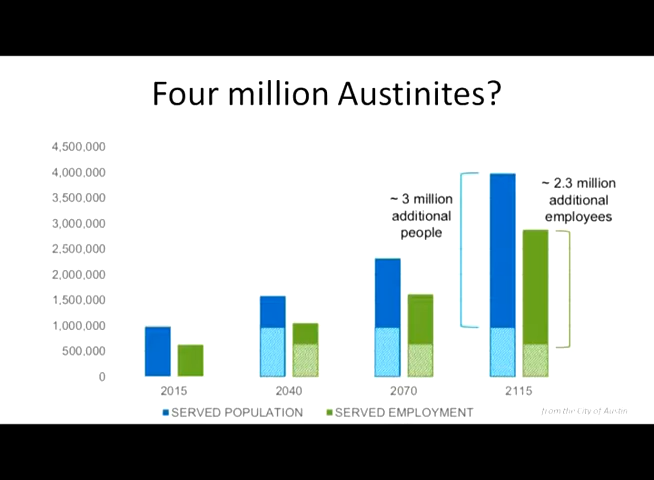 Four million Austinites?
4,500,000
4,000,000
3,500,000
3,000,000
2,500,000
2,000,000
1,500,000
1,000,000
500,000
0
~ 3 million
additional
people
~ 2.3 million
additional
employees
2015
2040
2070
2115
SERVED POPULATION
SERVED EMPLOYMENT
from the City of Austin